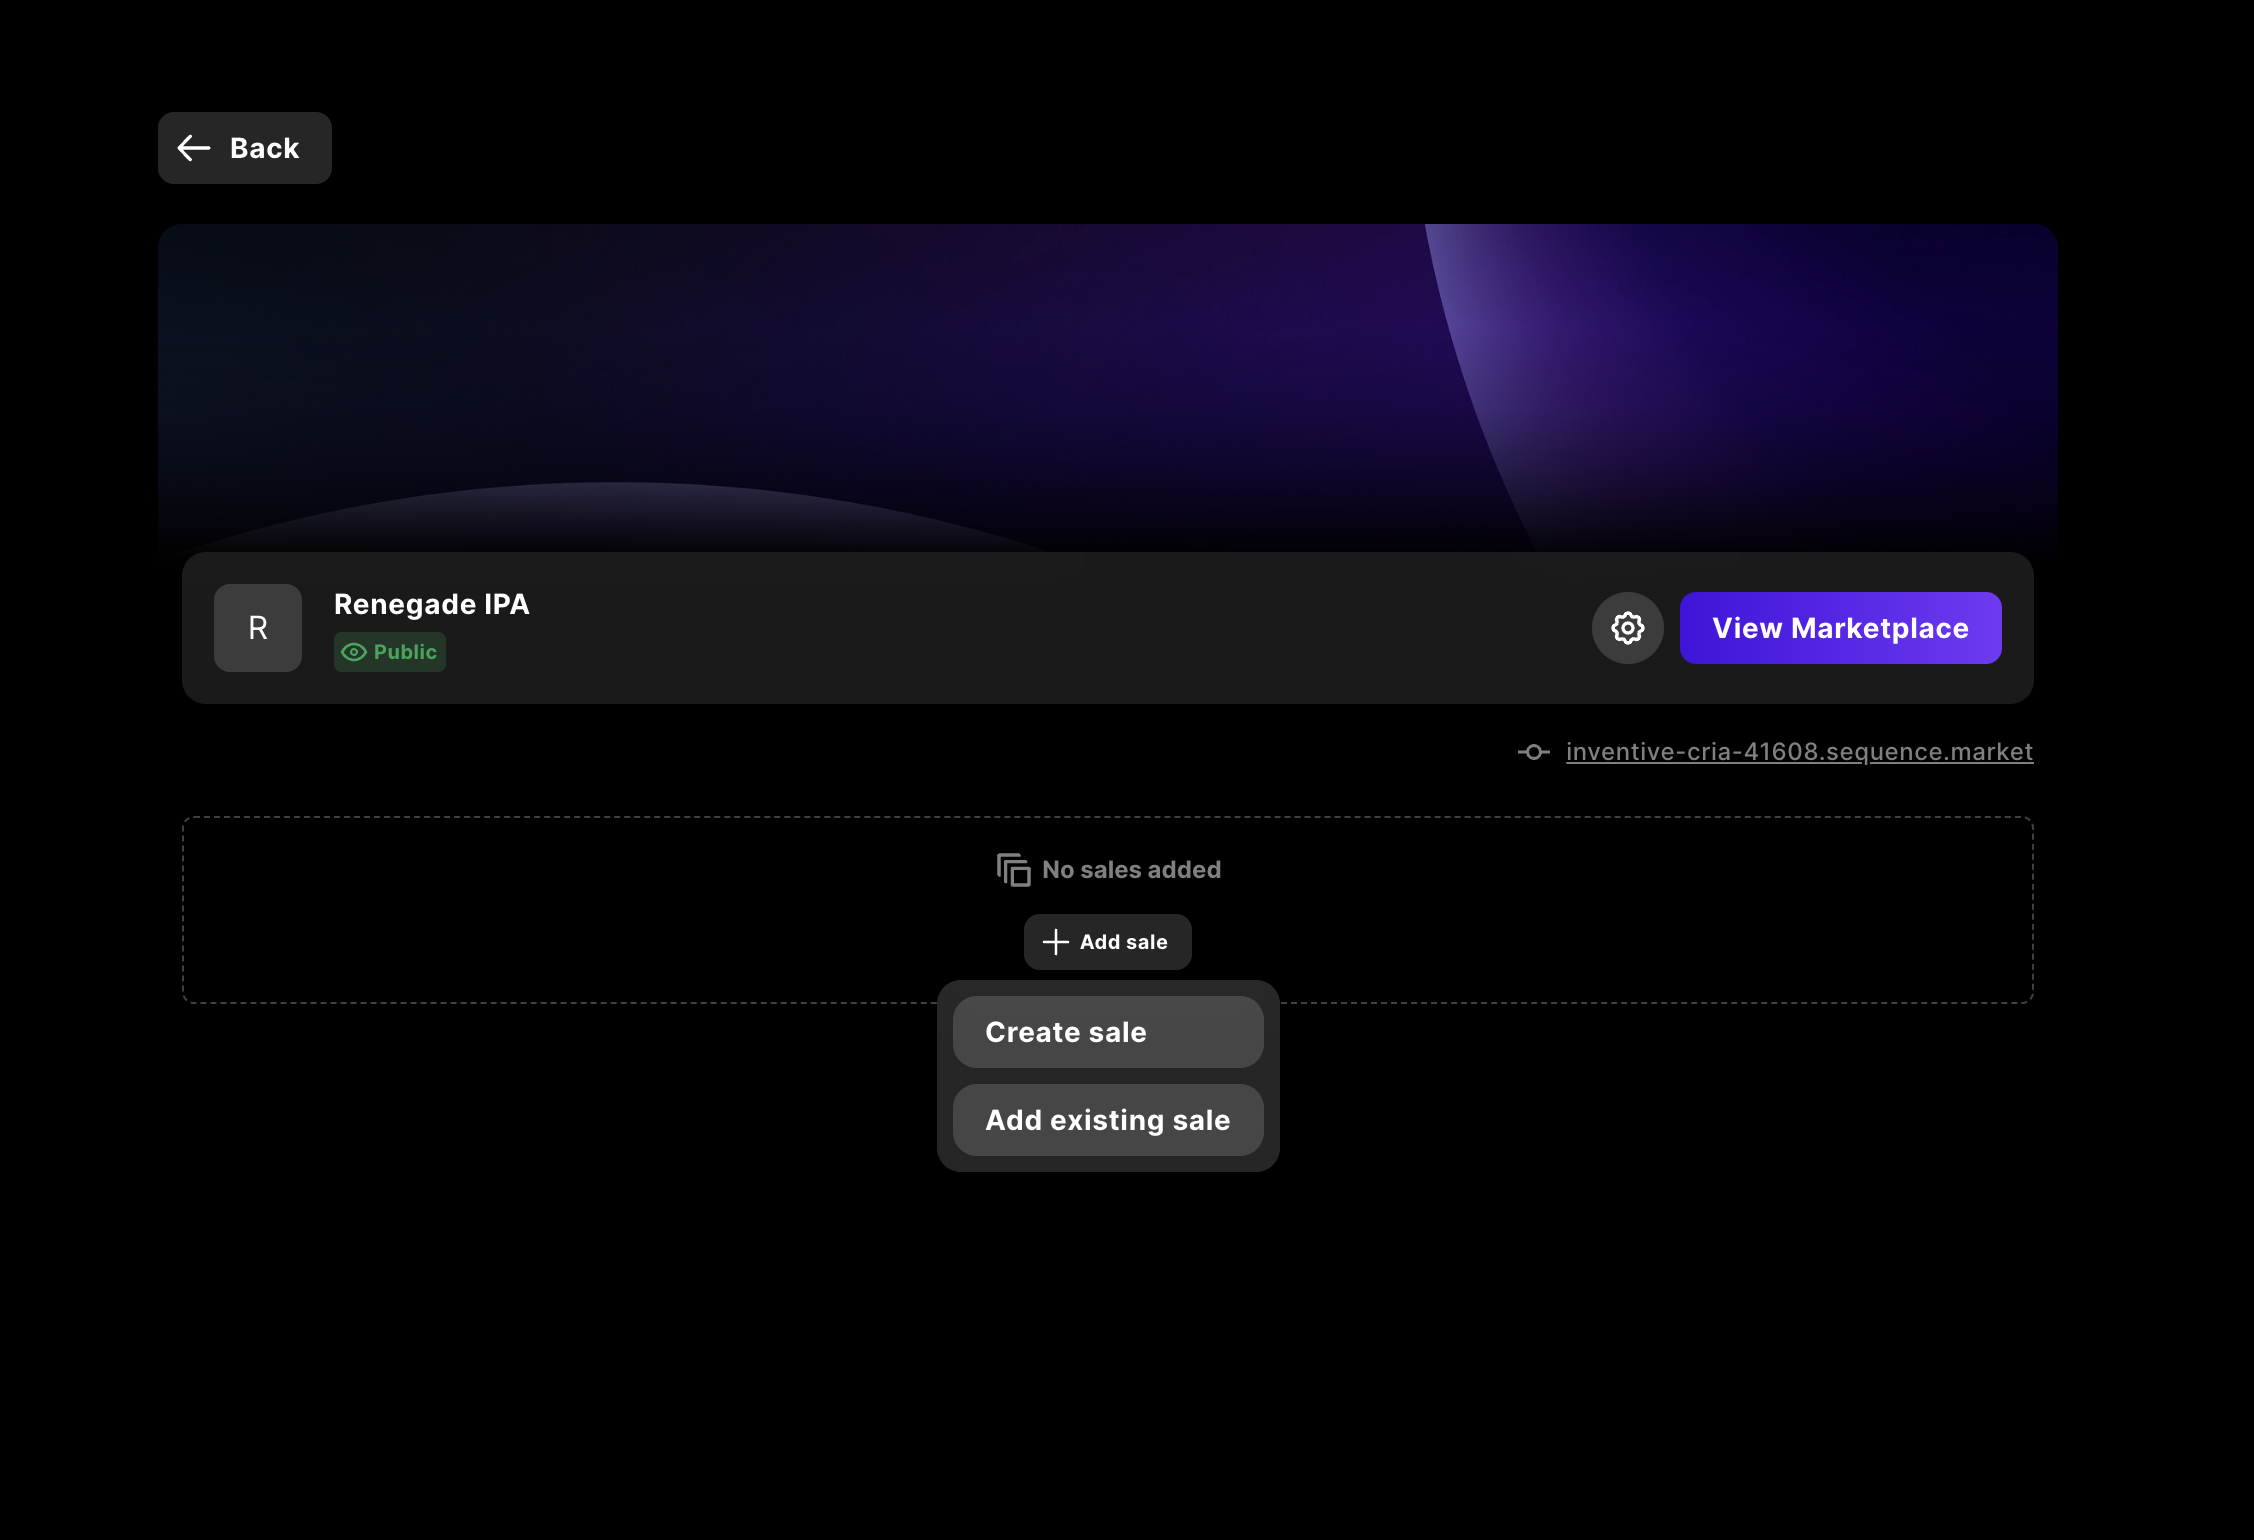 Back
R
Renegade IPA
Public
View Marketplace
inventive-cria-41608.sequence.market
No sales added
Add sale
Create sale
Add existing sale